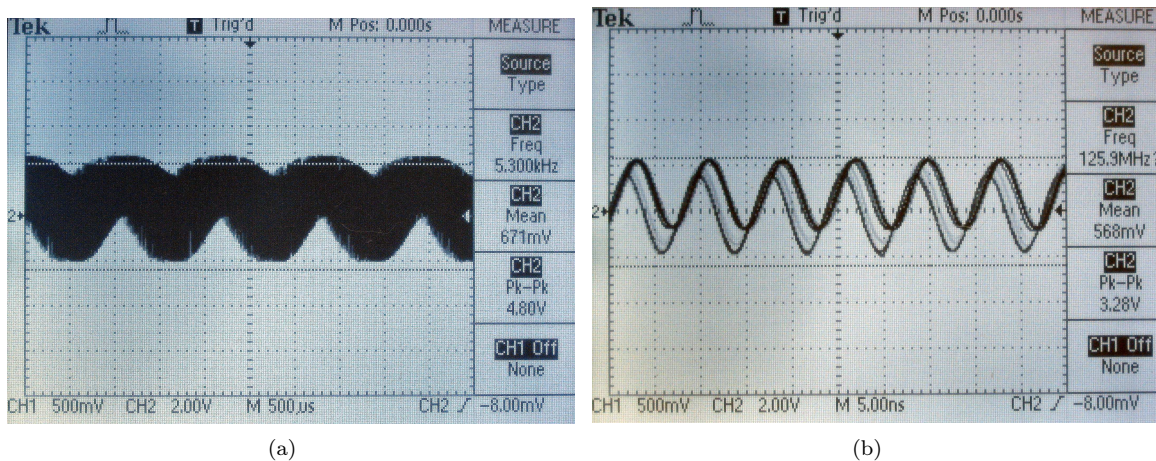 Tek T Trig'd M Pos: 0.000s MEASURE
Source
Type
CH2
Freq
5.300kHz
CH2
Mean
671mV
CH2
Pk-Pk
4.80V
CH1 Off
None
2
CH1 500mV CH2 2.00V M 500µs CH2 -8.00mV
(a)
Tek T Trig'd M Pos: 0.000s MEASURE
Source
Type
CH2
Freq
125.9MHz?
CH2
Mean
568mV
CH2
Pk-Pk
3.28V
CH1 Off
None
2
CH1 500mV CH2 2.00V M 5.00ns CH2 -8.00mV
(b)